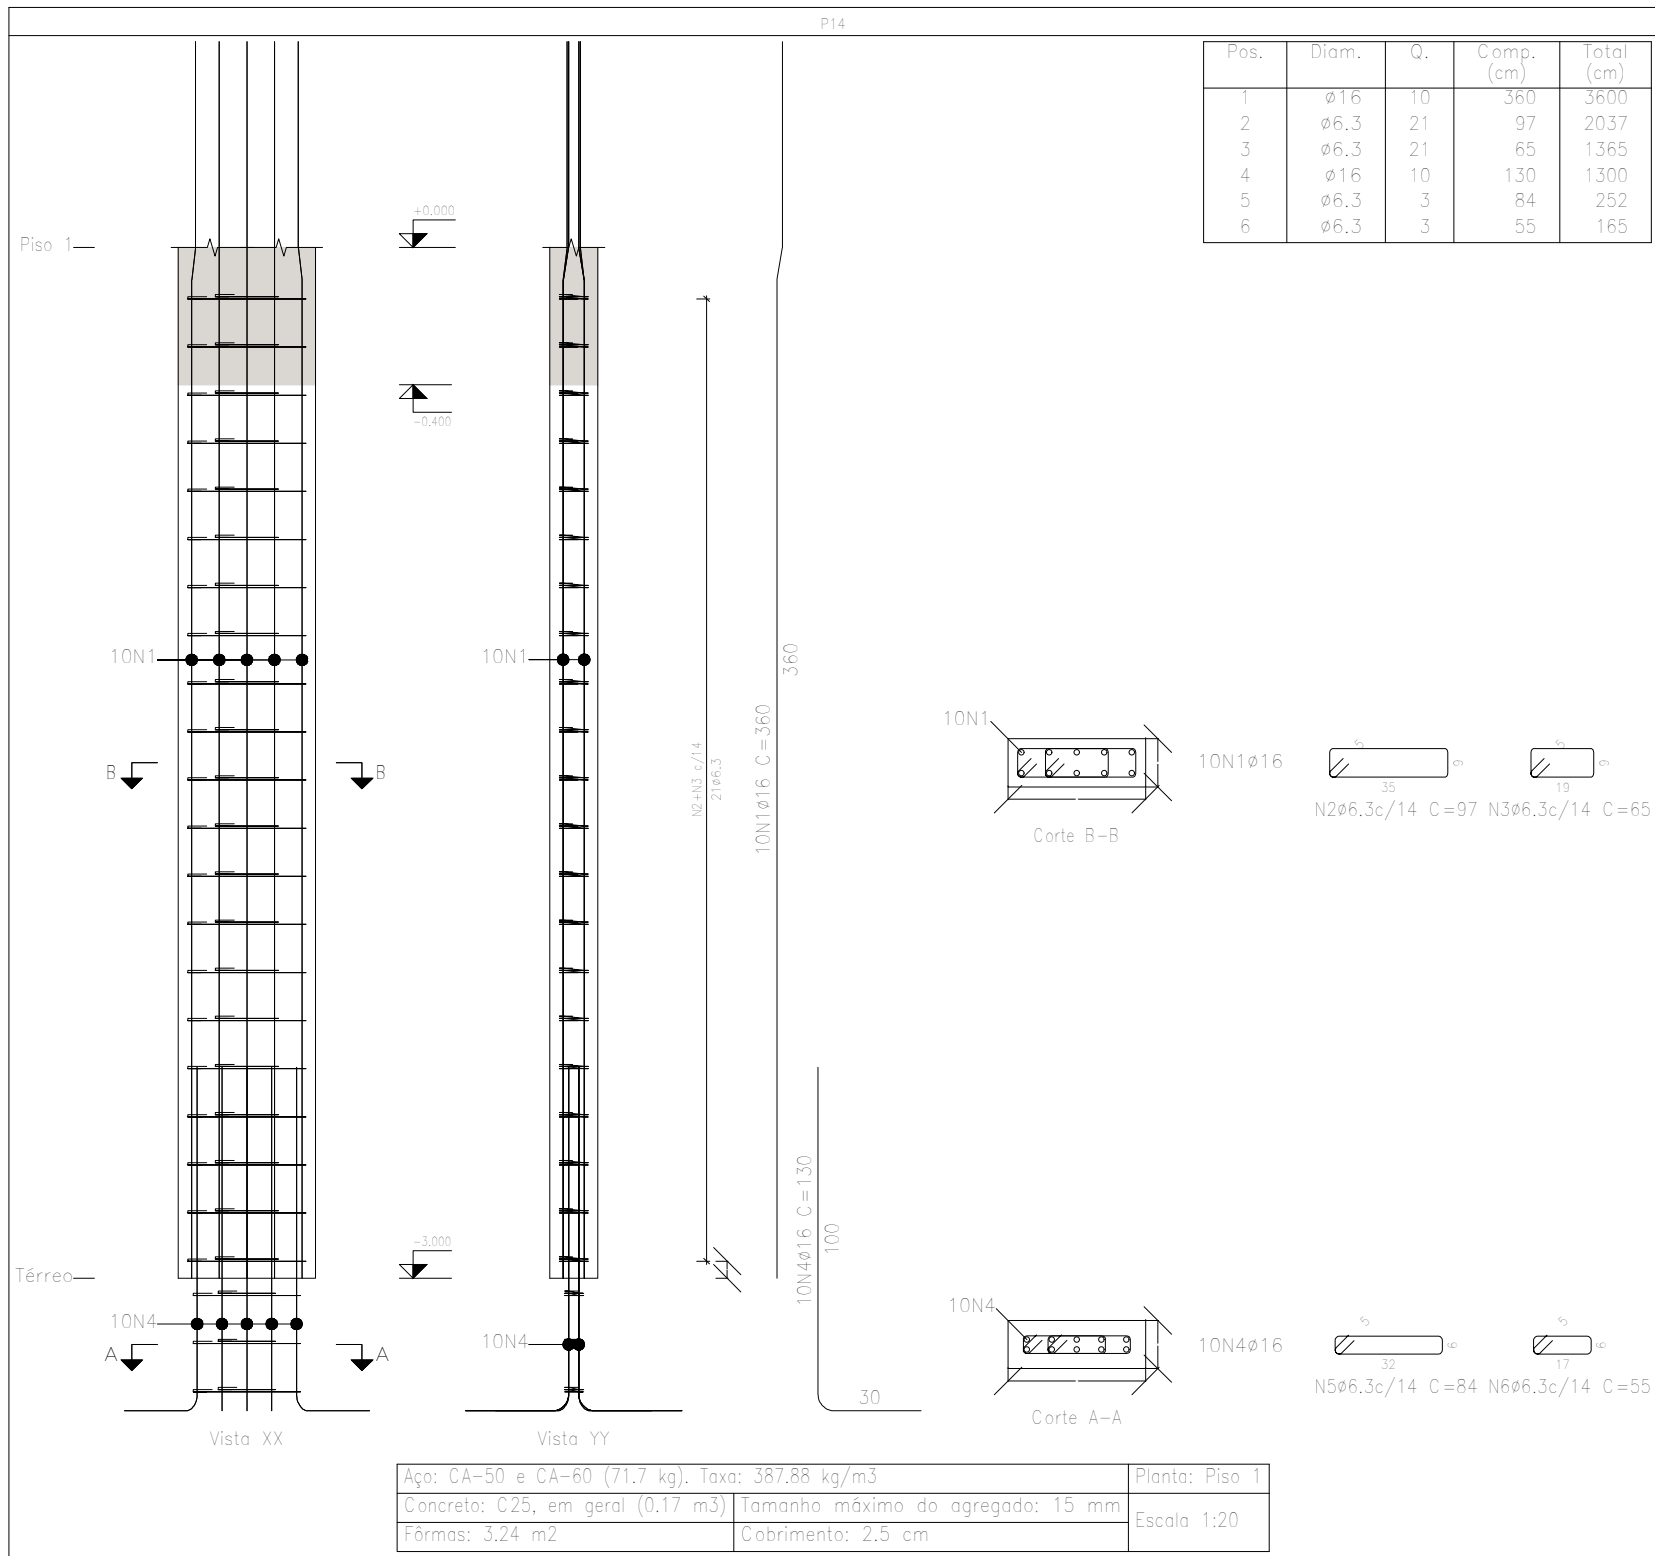 P14
Pos. Diam. Q. Comp. (cm) Total (cm)
1 ø16 10 360 3600
2 ø6.3 21 97 2037
3 ø6.3 21 65 1365
4 ø16 10 130 1300
5 ø6.3 3 84 252
6 ø6.3 3 55 165
Piso 1
+0.000
-0.400
10N1
10N1
360
10N1ø16 C=360
N2+N3 c/14
21ø6.3
B B
10N1
10N1ø16
Corte B-B
5
9
35
N2ø6.3c/14 C=97
5
9
19
N3ø6.3c/14 C=65
-3.000
Térreo
10N4
10N4
A A
10N4ø16 C=130
100
30
10N4
10N4ø16
Corte A-A
5
6
32
N5ø6.3c/14 C=84
5
6
17
N6ø6.3c/14 C=55
Vista XX
Vista YY
Aço: CA-50 e CA-60 (71.7 kg). Taxa: 387.88 kg/m3
Planta: Piso 1
Concreto: C25, em geral (0.17 m3)
Tamanho máximo do agregado: 15 mm
Escala 1:20
Fôrmas: 3.24 m2
Cobrimento: 2.5 cm